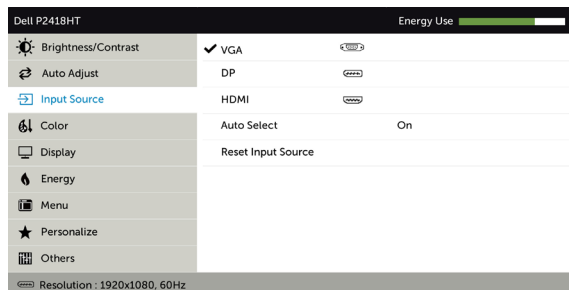 Dell P2418HT Energy Use
Brightness/Contrast
Auto Adjust
Input Source
Color
Display
Energy
Menu
Personalize
Others
VGA
DP
HDMI
Auto Select On
Reset Input Source
Resolution : 1920x1080, 60Hz